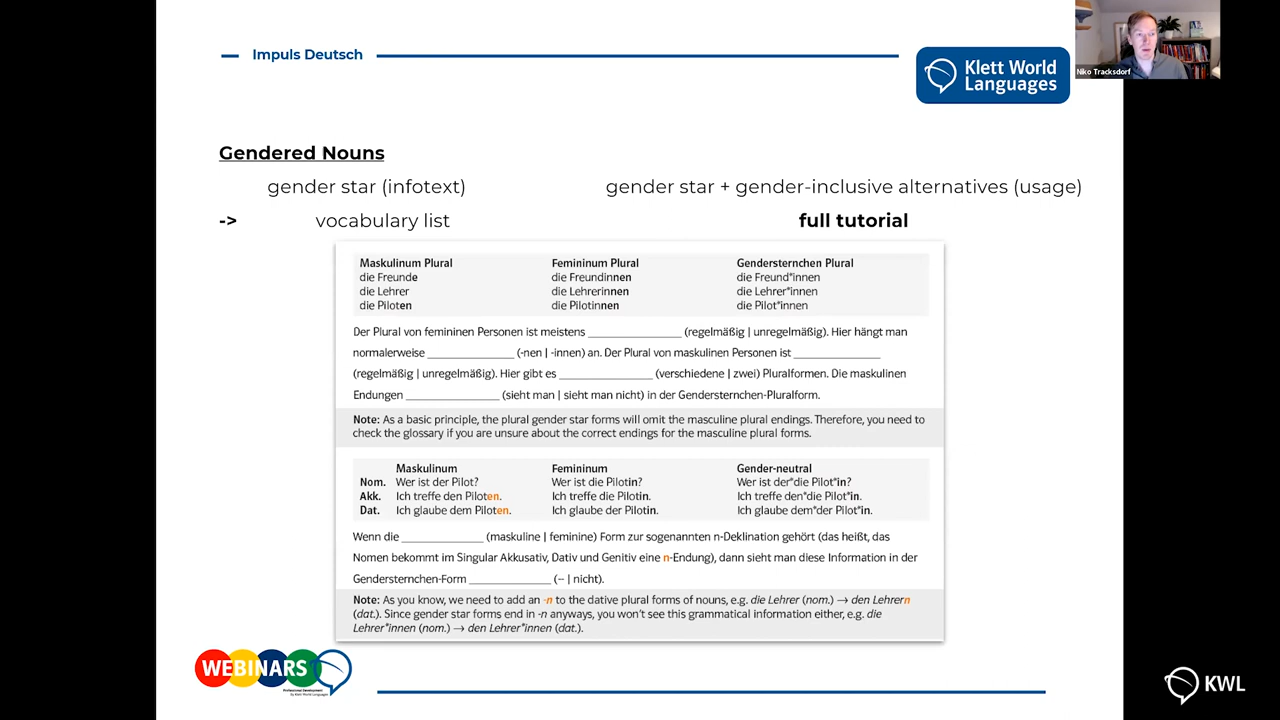 Impuls Deutsch
Klett World
Languages
Niko Tracksdorf
Gendered Nouns
gender star (infotext) gender star + gender-inclusive alternatives (usage)
-> vocabulary list full tutorial
Maskulinum Plural Femininum Plural Gendersternchen Plural
die Freunde die Freundinnen die Freund*innen
die Lehrer die Lehrerinnen die Lehrer*innen
die Piloten die Pilotinnen die Pilot*innen
Der Plural von femininen Personen ist meistens ______________ (regelmäßig | unregelmäßig). Hier hängt man
normalerweise ______________ (-nen | -innen) an. Der Plural von maskulinen Personen ist ______________
(regelmäßig | unregelmäßig). Hier gibt es ______________ (verschiedene | zwei) Pluralformen. Die maskulinen
Endungen ______________ (sieht man | sieht man nicht) in der Gendersternchen-Pluralform.
Note: As a basic principle, the plural gender star forms will omit the masculine plural endings. Therefore, you need to
check the glossary if you are unsure about the correct endings for the masculine plural forms.
Maskulinum Femininum Gender-neutral
Nom. Wer ist der Pilot? Wer ist die Pilotin? Wer ist der*die Pilot*in?
Akk. Ich treffe den Piloten. Ich treffe die Pilotin. Ich treffe den*die Pilot*in.
Dat. Ich glaube dem Piloten. Ich glaube der Pilotin. Ich glaube dem*der Pilot*in.
Wenn die ____________ (maskuline | feminine) Form zur sogenannten n-Deklination gehört (das heißt, das
Nomen bekommt im Singular Akkusativ, Dativ und Genitiv eine n-Endung), dann sieht man diese Information in der
Gendersternchen-Form ____________ (– | nicht).
Note: As you know, we need to add an -n to the dative plural forms of nouns, e.g. die Lehrer (nom.) → den Lehrern
(dat.). Since gender star forms end in -n anyways, you won't see this grammatical information either, e.g. die
Lehrer*innen (nom.) → den Lehrer*innen (dat.).
WEBINARS
Professional Development
by Klett World Languages
KWL